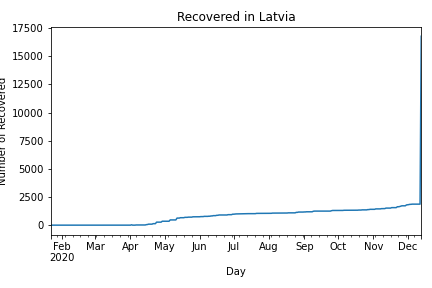 Recovered in Latvia
17500
15000
12500
10000
7500
5000
2500
0
Number of Recovered
Feb Mar Apr May Jun Jul Aug Sep Oct Nov Dec
2020
Day